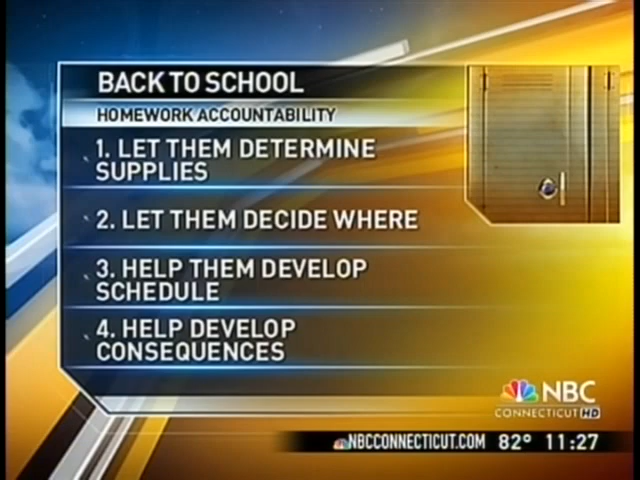 BACK TO SCHOOL
HOMEWORK ACCOUNTABILITY
1. LET THEM DETERMINE
SUPPLIES
2. LET THEM DECIDE WHERE
3. HELP THEM DEVELOP
SCHEDULE
4. HELP DEVELOP
CONSEQUENCES
NBC
CONNECTICUT HD
NBCCONNECTICUT.COM 82° 11:27